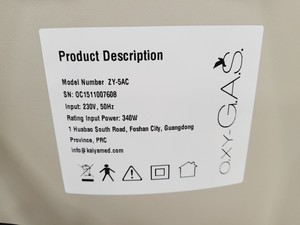 Product Description
Model Number  ZY-5AC
SN: OC1511007608
Input: 230V, 50Hz
Rating Input Power: 340W
1 Huabao South Road, Foshan City, Guangdong
Province, PRC
info@kaiyamed.com
OXY-G.A.S.